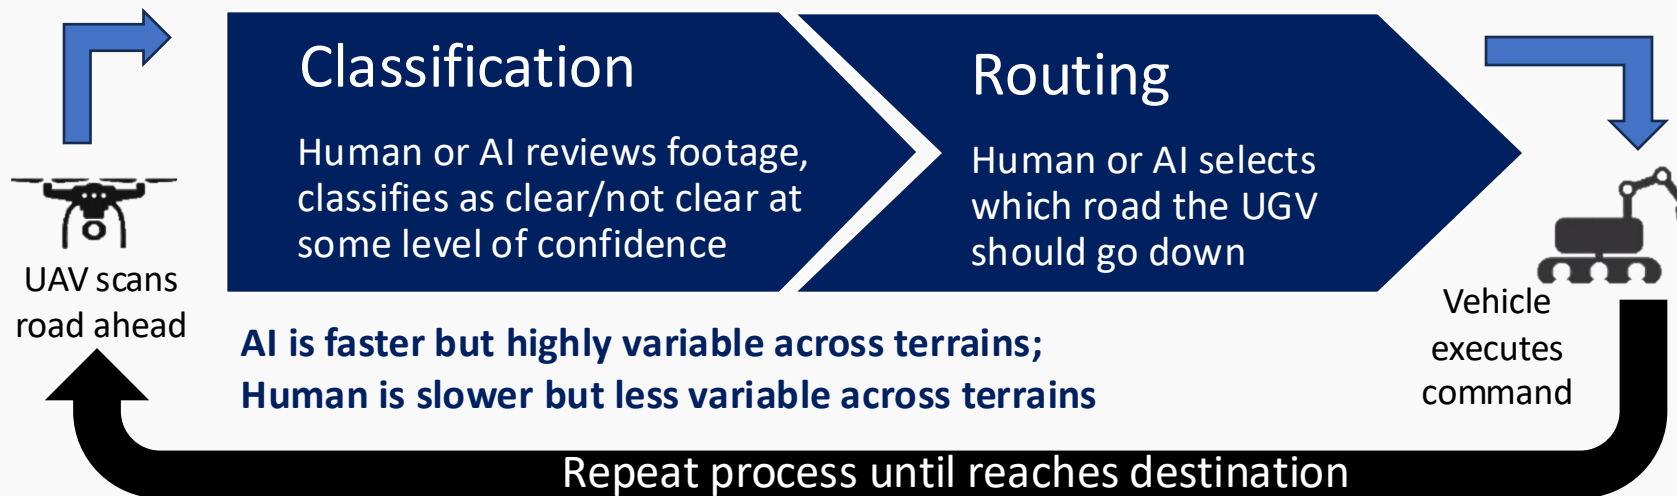 UAV scans
road ahead
Classification
Human or AI reviews footage,
classifies as clear/not clear at
some level of confidence
Routing
Human or AI selects
which road the UGV
should go down
Vehicle
executes
command
AI is faster but highly variable across terrains;
Human is slower but less variable across terrains
Repeat process until reaches destination